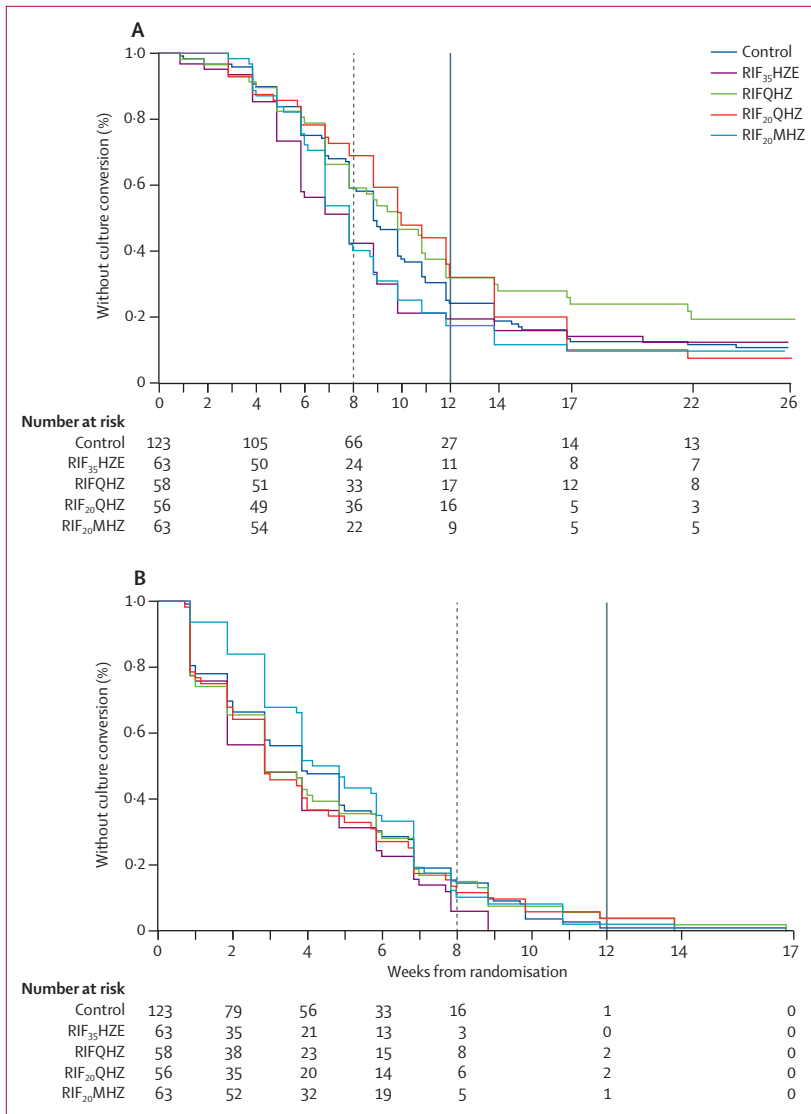 A
1·0
0·8
0·6
0·4
0·2
0
Without culture conversion (%)
Control
RIF₃₅HZE
RIFQHZ
RIF₂₀QHZ
RIF₂₀MHZ
0 2 4 6 8 10 12 14 17 22 26
Number at risk
Control 123 105 66 27 14 13
RIF₃₅HZE 63 50 24 11 8 7
RIFQHZ 58 51 33 17 12 8
RIF₂₀QHZ 56 49 36 16 5 3
RIF₂₀MHZ 63 54 22 9 5 5
B
1·0
0·8
0·6
0·4
0·2
0
Without culture conversion (%)
0 2 4 6 8 10 12 14 17
Weeks from randomisation
Number at risk
Control 123 79 56 33 16 1 0
RIF₃₅HZE 63 35 21 13 3 0 0
RIFQHZ 58 38 23 15 8 2 0
RIF₂₀QHZ 56 35 20 14 6 2 0
RIF₂₀MHZ 63 52 32 19 5 1 0